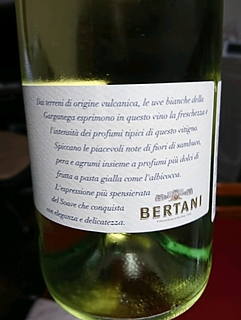 Da terreni di origine vulcanica, le uve bianche della
Garganega esprimono in questo vino la freschezza e
l'intensità dei profumi tipici di questo vitigno.
Spiccano le piacevoli note di fiori di sambuco,
pera e agrumi insieme a profumi più dolci di
frutta a pasta gialla come l'albicocca.
L'espressione più spensierata
del Soave che conquista
con eleganza e delicatezza.
BERTANI